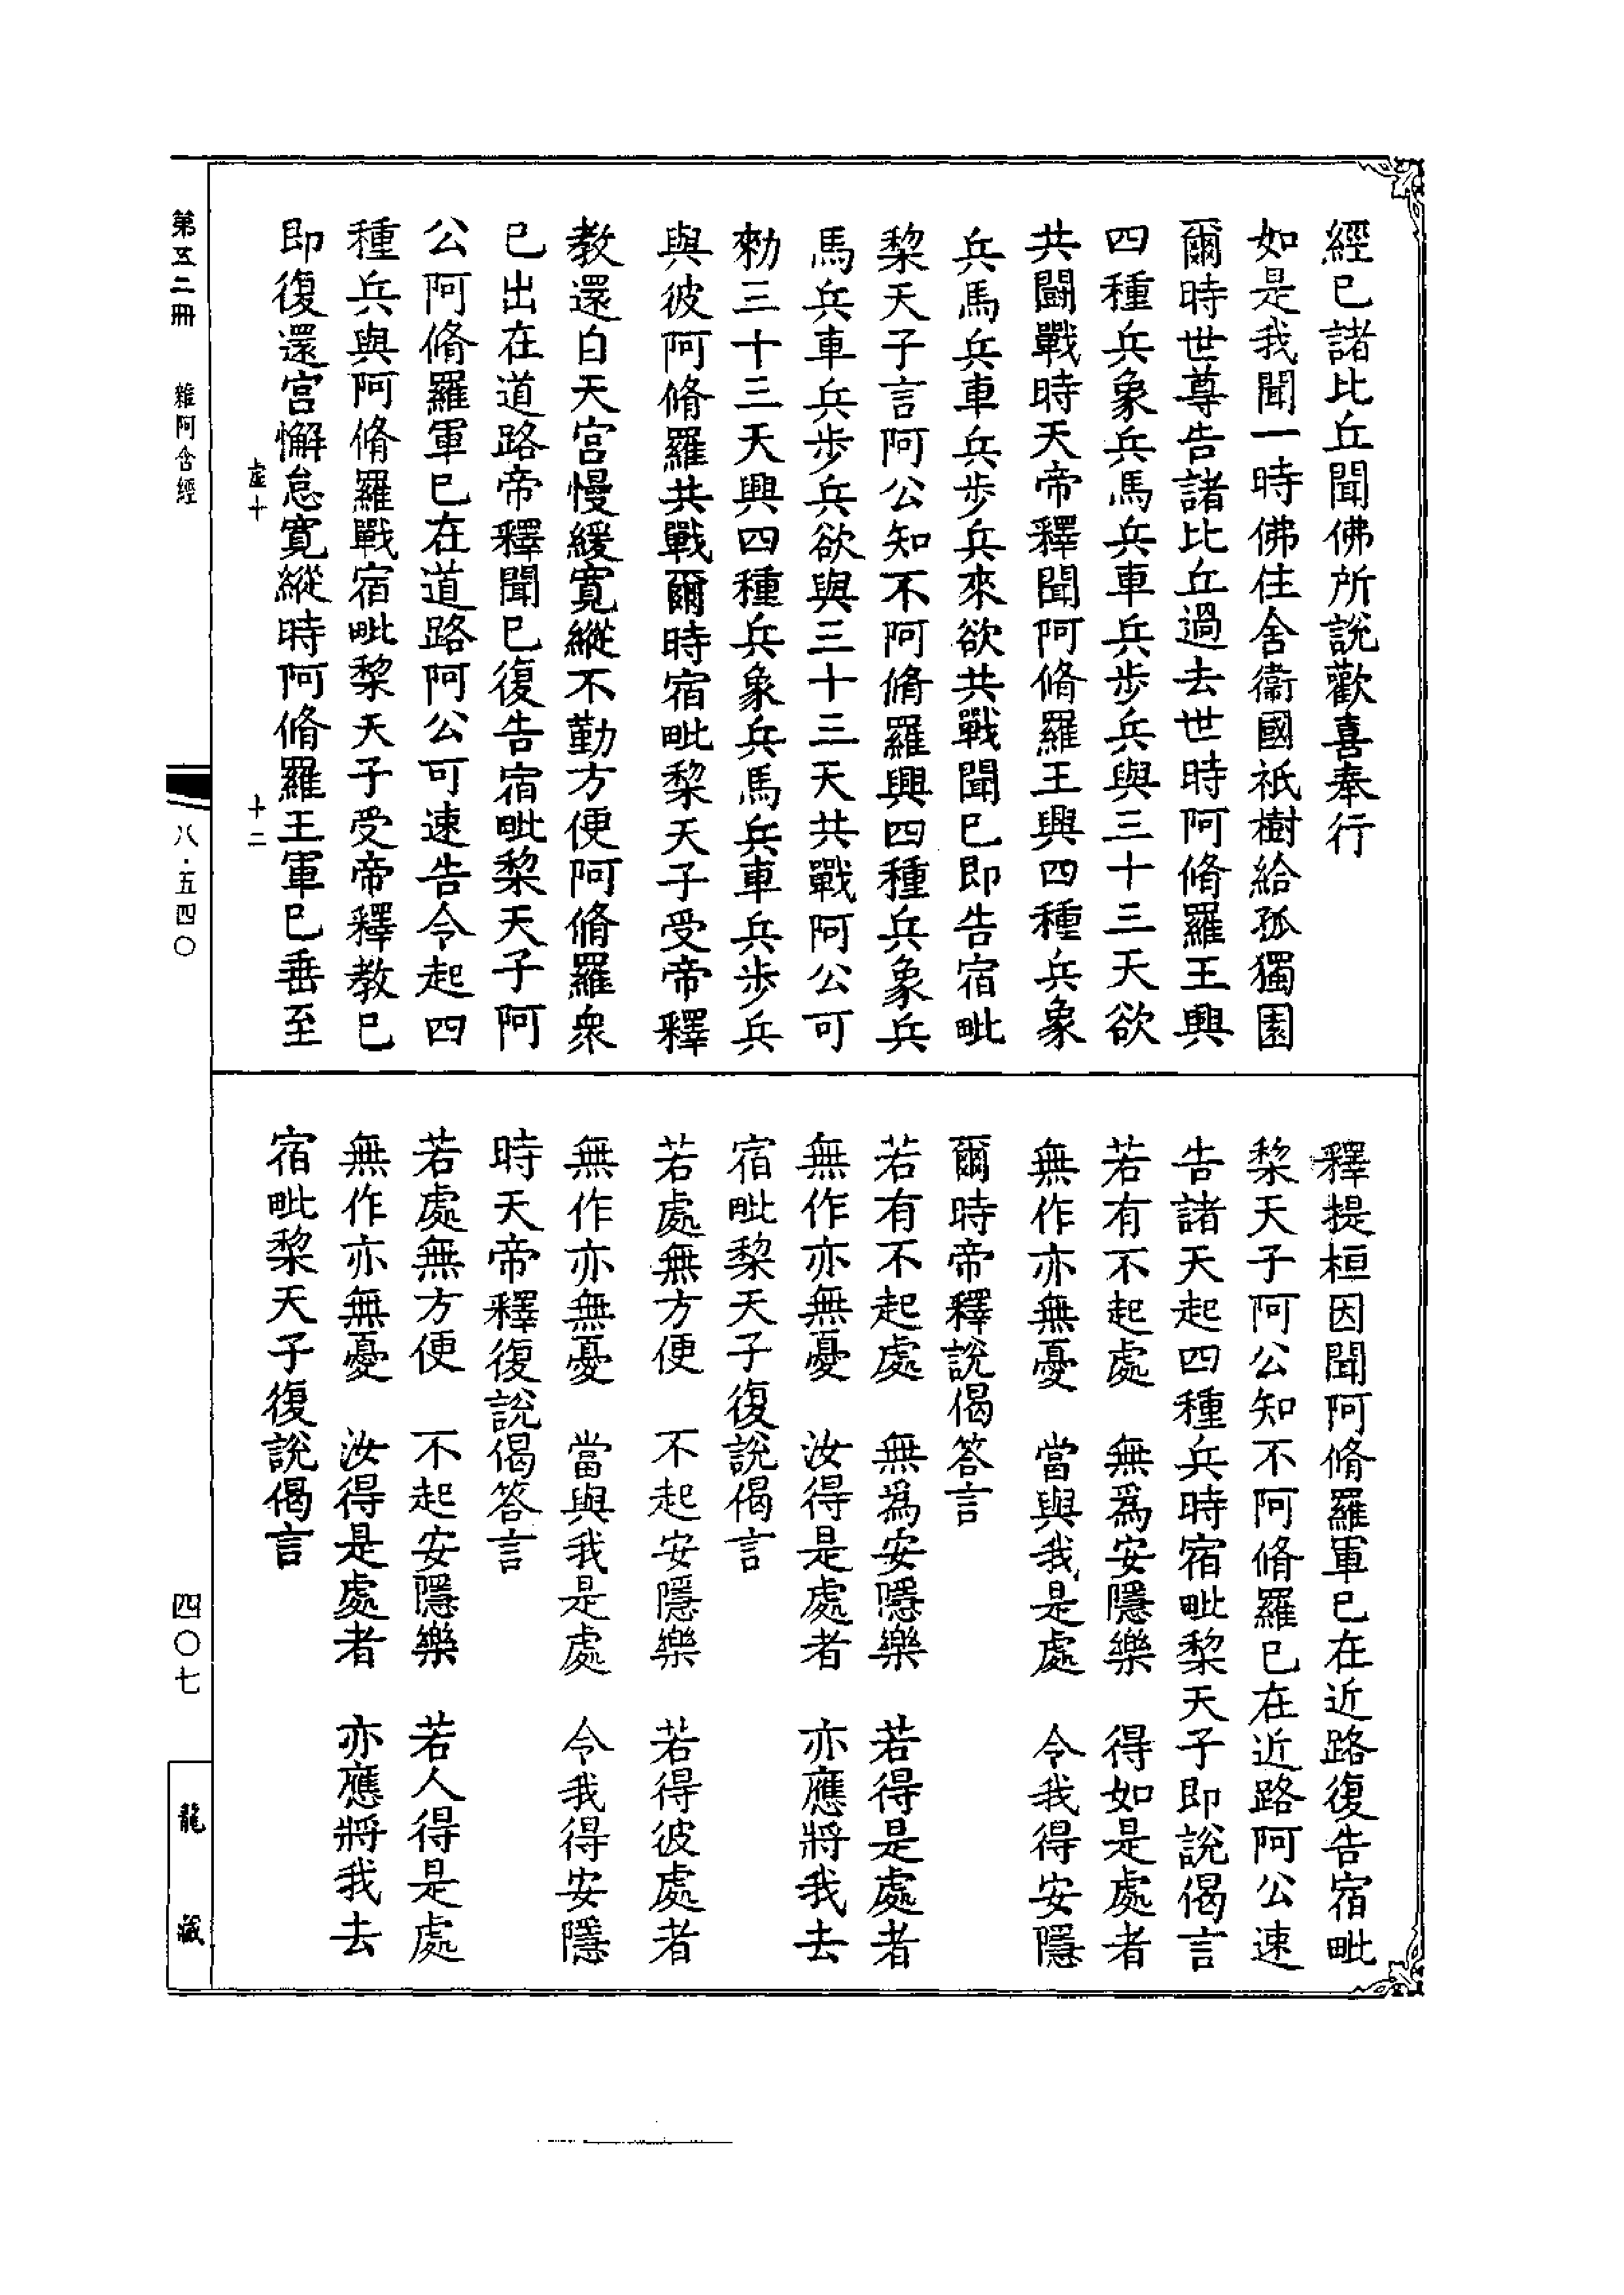 經已諸比丘聞佛所說歡喜奉行
如是我聞一時佛住舍衞國祇樹給孤獨園
爾時世尊告諸比丘過去世時阿脩羅王興
四種兵象兵馬兵車兵步兵與三十三天欲
共鬪戰時天帝釋聞阿脩羅王興四種兵象
兵馬兵車兵步兵來欲共戰聞已即告宿毗
棃天子言阿公知不阿脩羅興四種兵象兵
馬兵車兵步兵欲與三十三天共戰阿公可
勑三十三天興四種兵象兵馬兵車兵步兵
與彼阿脩羅共戰爾時宿毗棃天子受帝釋
教還自天宫慢緩寬縱不勤方便阿脩羅衆
已出在道路帝釋聞已復告宿毗棃天子阿
公阿脩羅軍已在道路阿公可速告令起四
種兵與阿脩羅戰宿毗棃天子受帝釋教已
即復還宫懈怠寬縱時阿脩羅王軍已垂至
釋提桓因聞阿脩羅軍已在近路復告宿毗
棃天子阿公知不阿脩羅已在近路阿公速
告諸天起四種兵時宿毗棃天子即說偈言
若有不起處　無爲安隱樂　得如是處者
無作亦無憂　當與我是處　令我得安隱
爾時帝釋說偈答言
若有不起處　無爲安隱樂　若得是處者
無作亦無憂　汝得是處者　亦應將我去
宿毗棃天子復說偈言
若處無方便　不起安隱樂　若得彼處者
無作亦無憂　當與我是處　令我得安隱
時天帝釋復說偈答言
若處無方便　不起安隱樂　若人得是處
無作亦無憂　汝得是處者　亦應將我去
宿毗棃天子復說偈言
虛十　十二
第五二冊　雜阿含經　八·五四〇　四〇七
龍藏